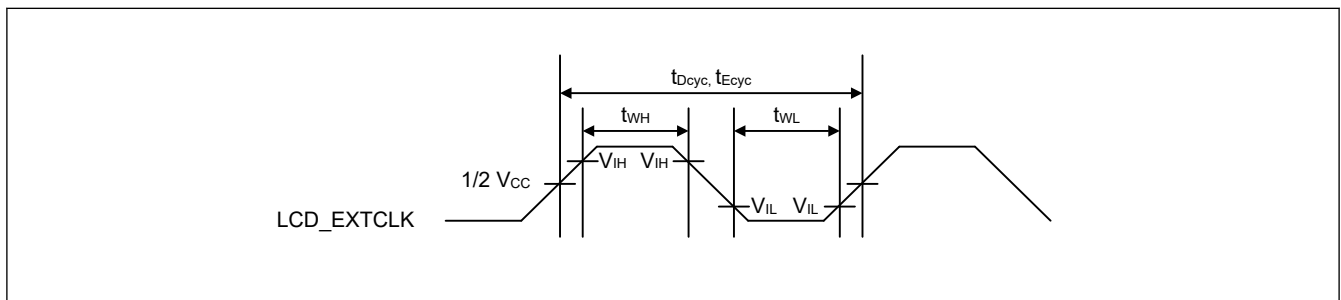 tDcyc, tEcyc
tWH tWL
VIH VIH
1/2 VCC
VIL VIL
LCD_EXTCLK